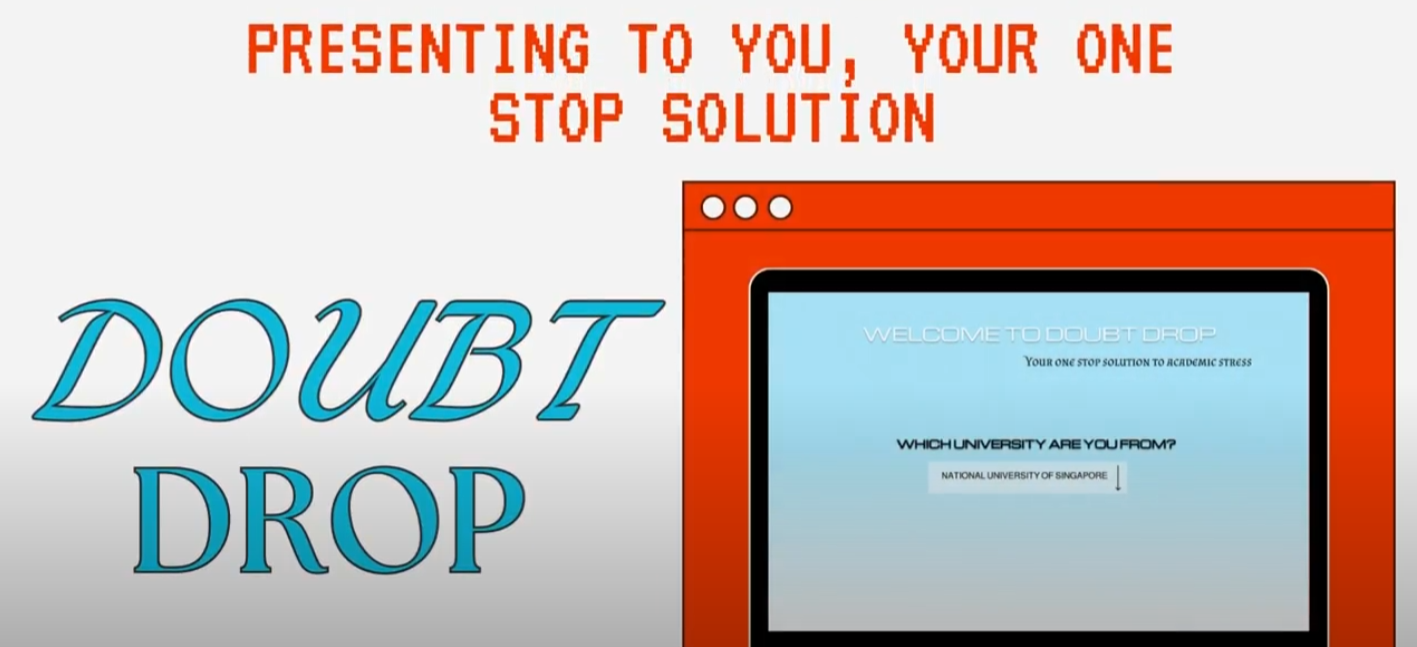 PRESENTING TO YOU, YOUR ONE
STOP SOLUTION
DOUBT
DROP
WELCOME TO DOUBT DROP
YOUR ONE STOP SOLUTION TO ACADEMIC STRESS
WHICH UNIVERSITY ARE YOU FROM?
NATIONAL UNIVERSITY OF SINGAPORE